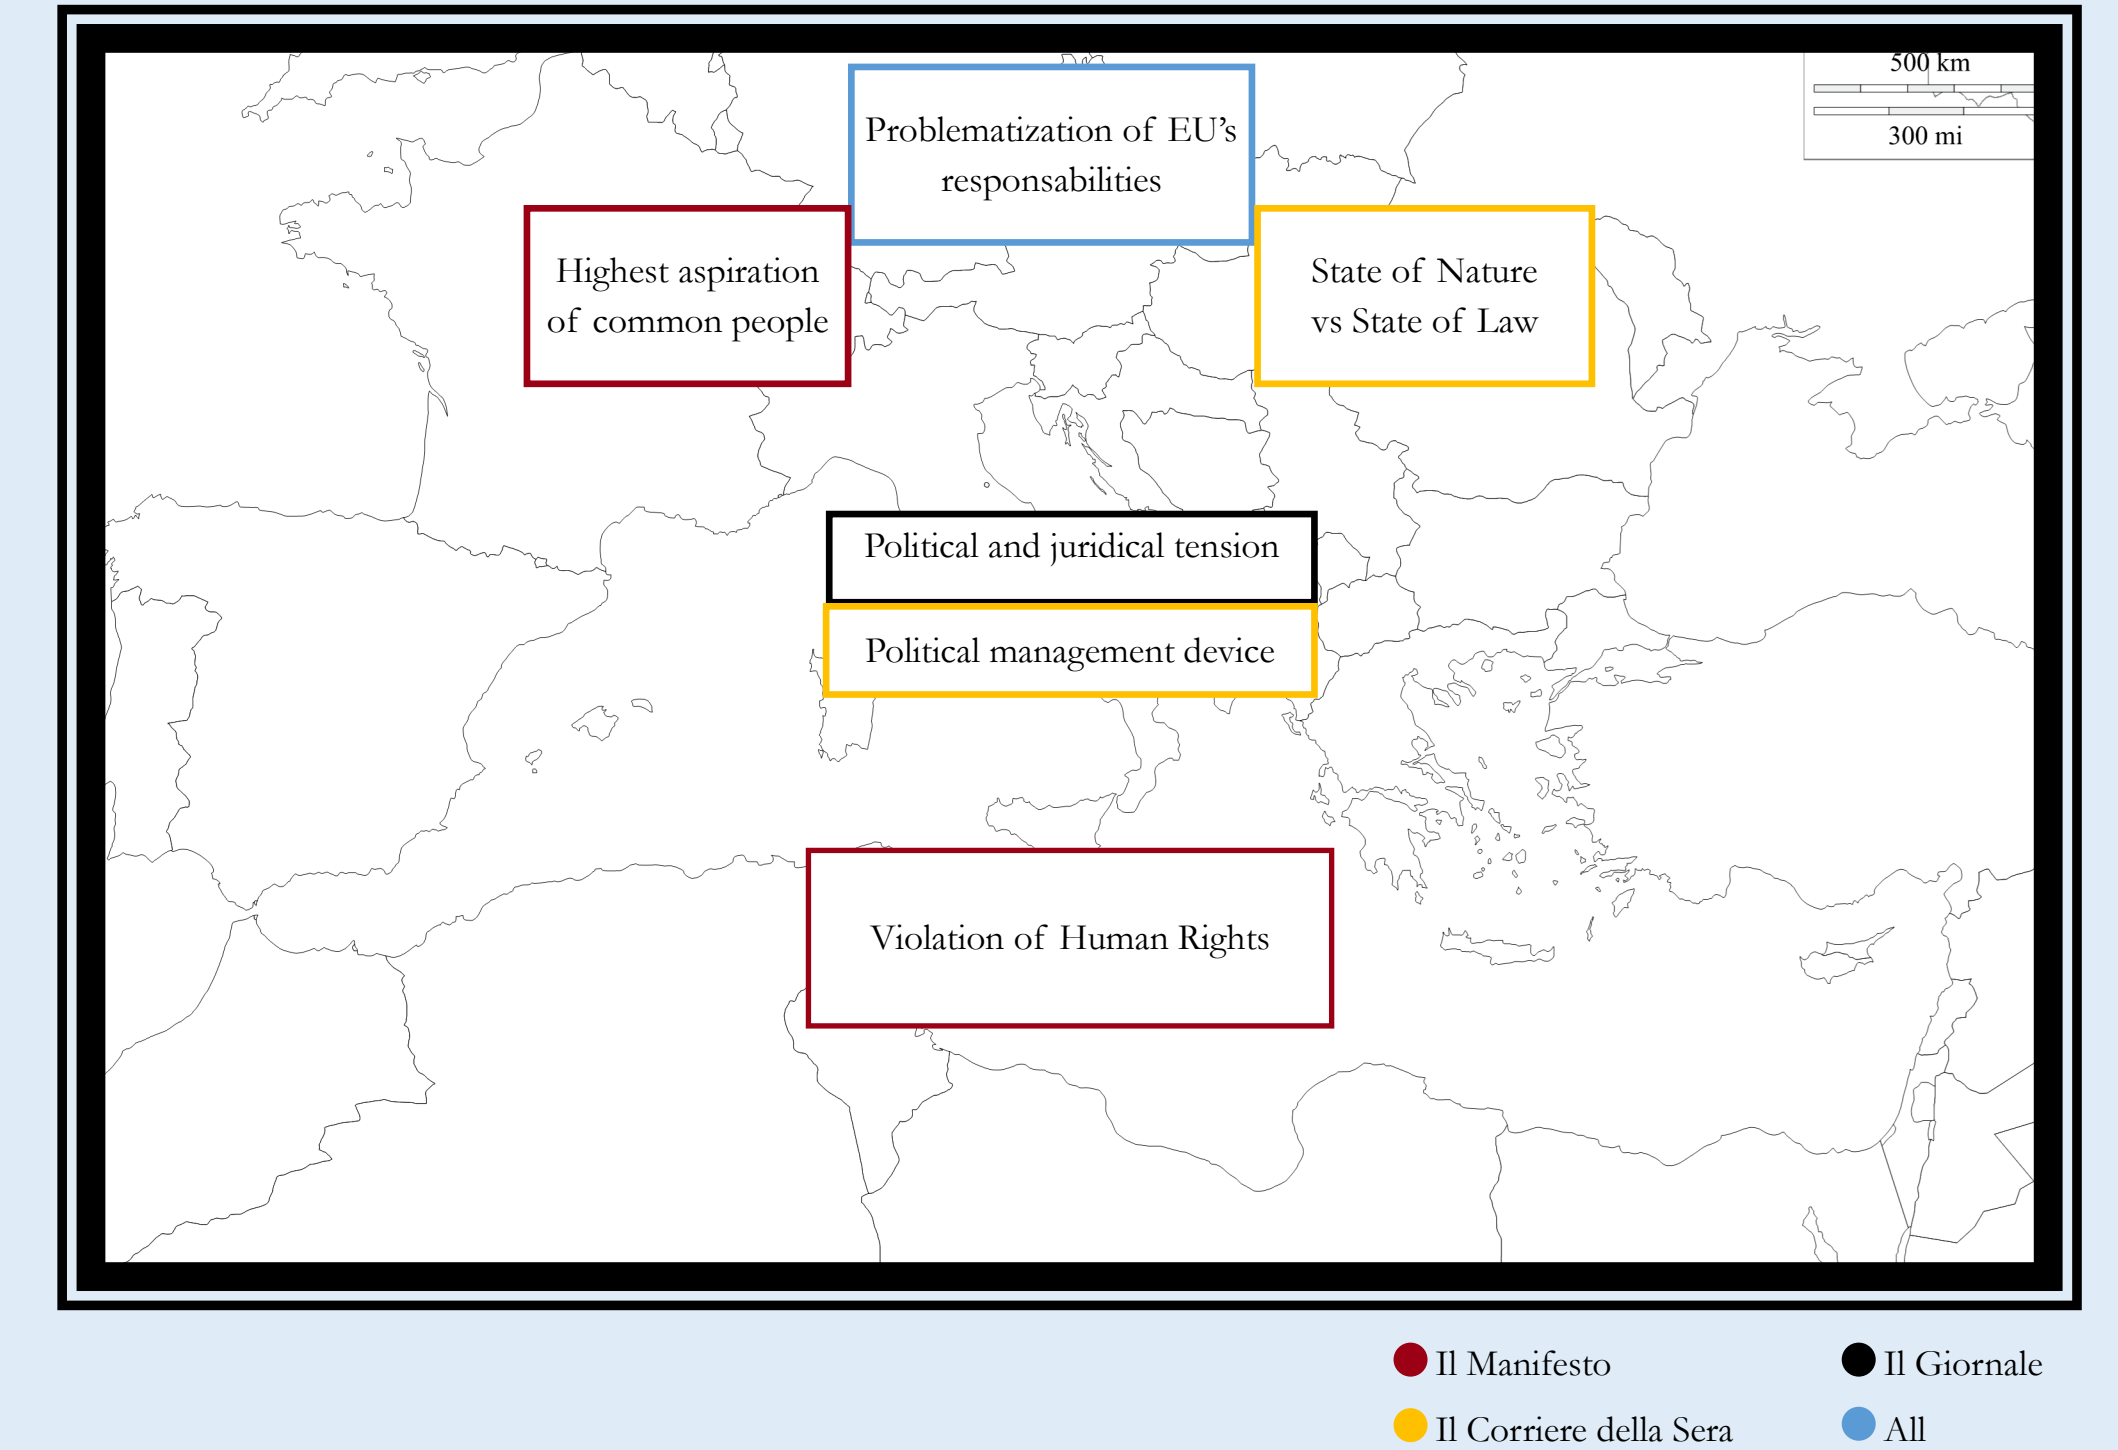 500 km
300 mi
Problematization of EU’s
responsabilities
Highest aspiration
of common people
State of Nature
vs State of Law
Political and juridical tension
Political management device
Violation of Human Rights
Il Manifesto
Il Giornale
Il Corriere della Sera
All